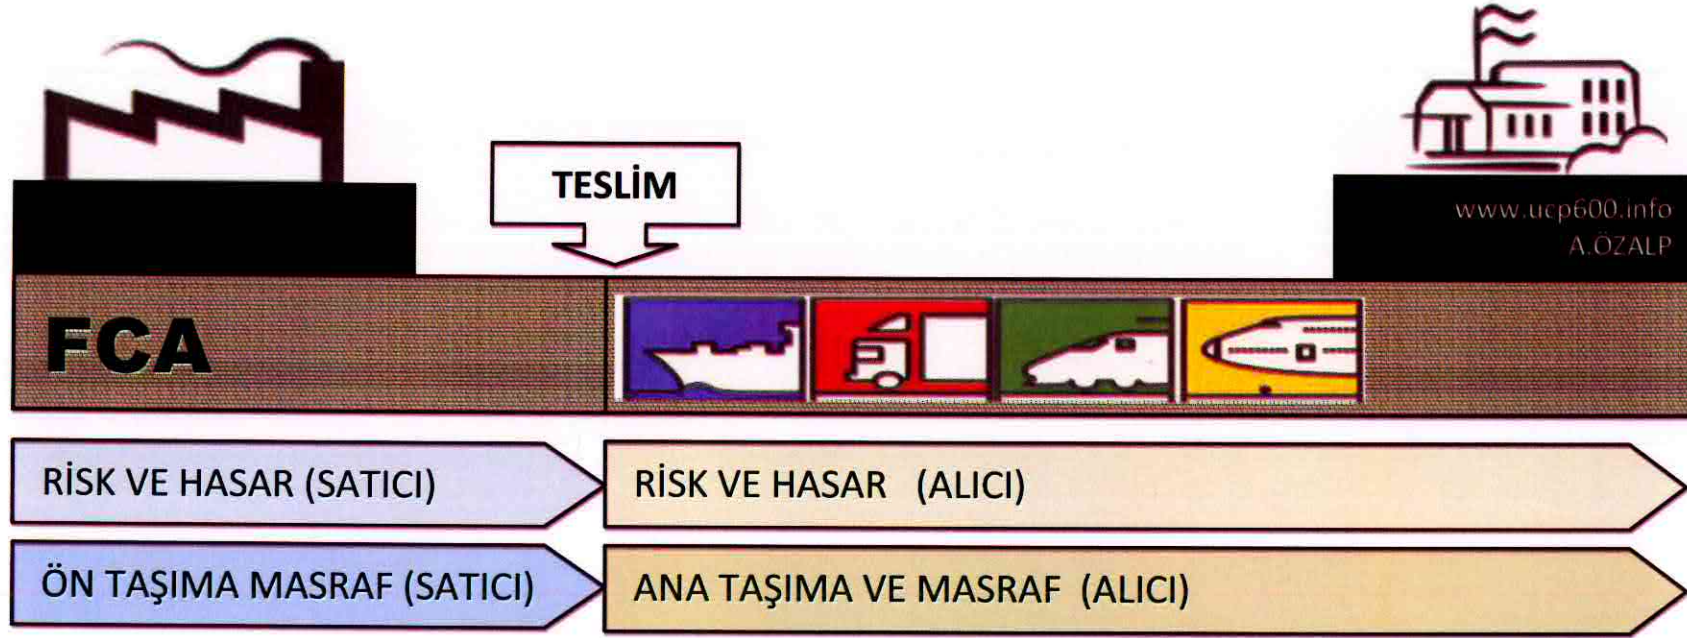 TESLİM
www.ucp600.info
A.ÖZALP
FCA
RİSK VE HASAR (SATICI)
RİSK VE HASAR (ALICI)
ÖN TAŞIMA MASRAF (SATICI)
ANA TAŞIMA VE MASRAF (ALICI)